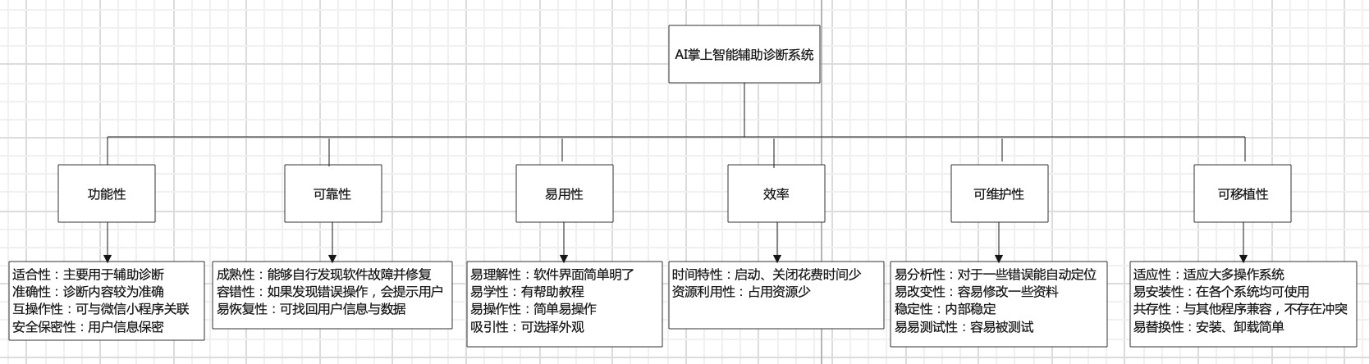 AI掌上智能辅助诊断系统
功能性
可靠性
易用性
效率
可维护性
可移植性
适合性：主要用于辅助诊断
准确性：诊断内容较为准确
互操作性：可与微信小程序关联
安全保密性：用户信息保密
成熟性：能够自行发现软件故障并修复
容错性：如果发现错误操作，会提示用户
易恢复性：可找回用户信息与数据
易理解性：软件界面简单明了
易学性：有帮助教程
易操作性：简单易操作
吸引性：可选择外观
时间特性：启动、关闭花费时间少
资源利用性：占用资源少
易分析性：对于一些错误能自动定位
易改变性：容易修改一些资料
稳定性：内部稳定
易易测试性：容易被测试
适应性：适应大多操作系统
易安装性：在各个系统均可使用
共存性：与其他程序兼容，不存在冲突
易替换性：安装、卸载简单